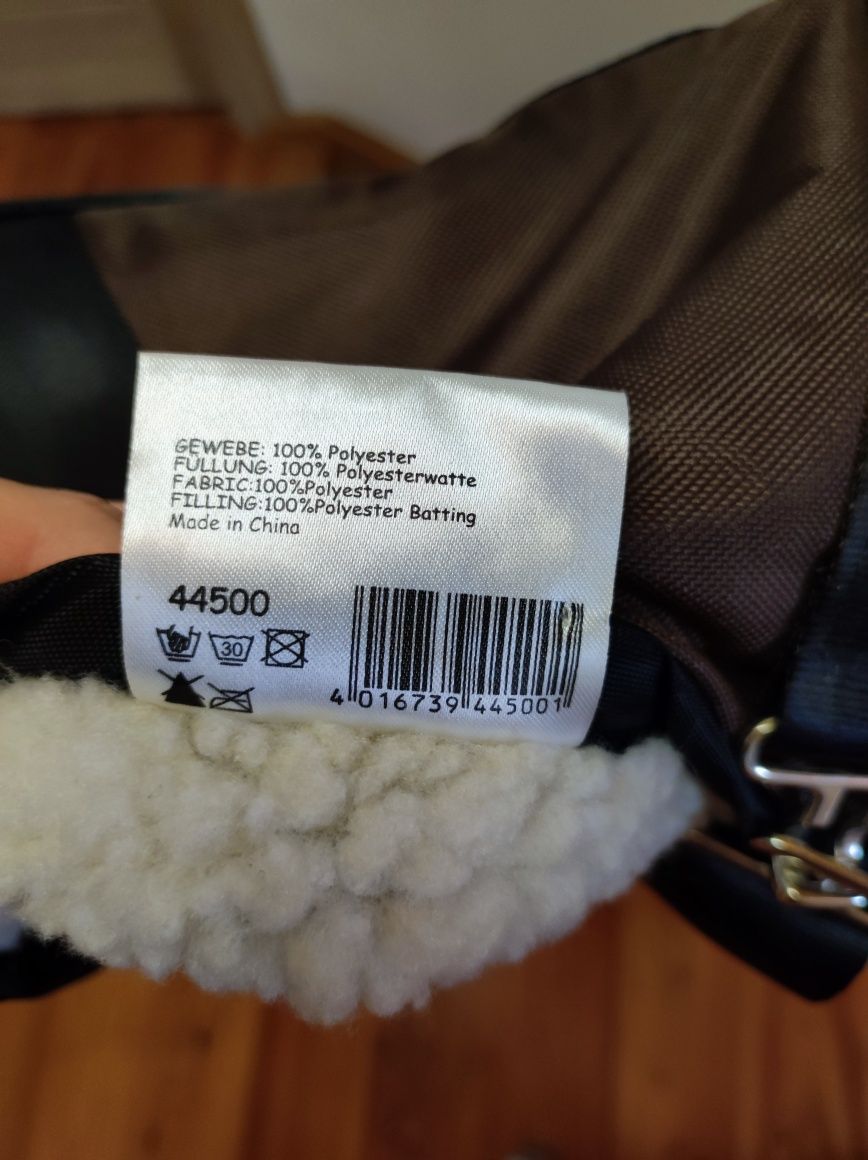 GEWEBE: 100% Polyester
FÜLLUNG: 100% Polyesterwatte
FABRIC:100%Polyester
FILLING:100%Polyester Batting
Made in China
44500
30
4 016739 445001